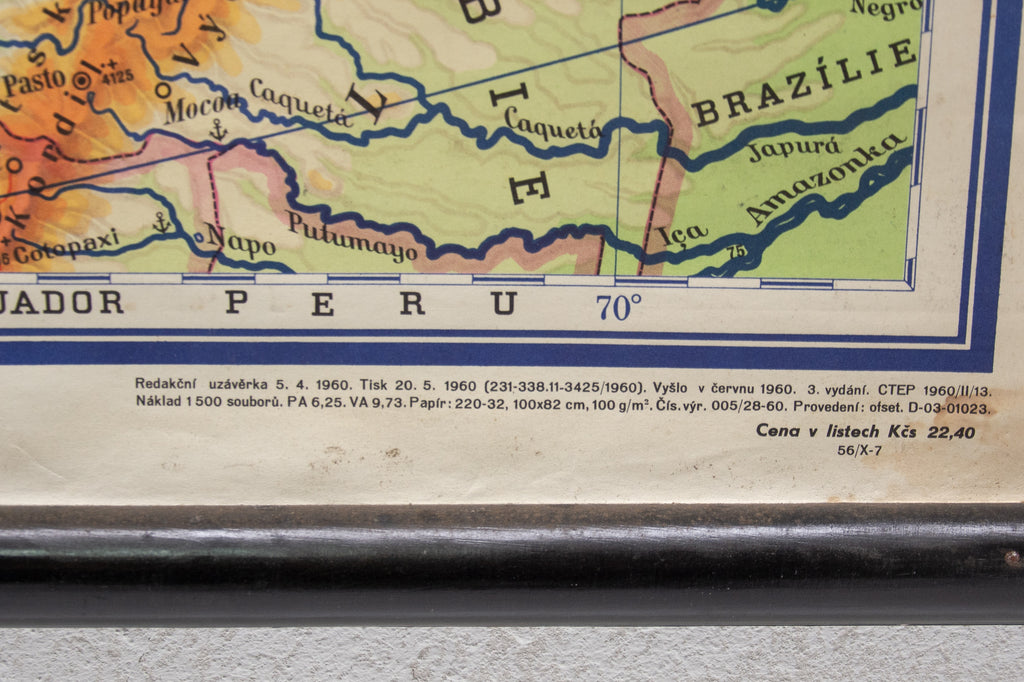 Popayá
Negro
Pasto
4125
Mocoa
Caquetá
L
B
I
E
Caquetá
BRAZÍLIE
Japurá
Amazonka
Cotopaxi
Napo
Putumayo
Iça
75
UADOR PERU 70°
Redakční uzávěrka 5. 4. 1960. Tisk 20. 5. 1960 (231-338.11-3425/1960). Vyšlo v červnu 1960. 3. vydání. CTEP 1960/II/13.
Náklad 1 500 souborů. PA 6,25. VA 9,73. Papír: 220-32, 100x82 cm, 100 g/m². Čís. výr. 005/28-60. Provedení: ofset. D-03-01023.
Cena v listech Kčs 22,40
56/X-7